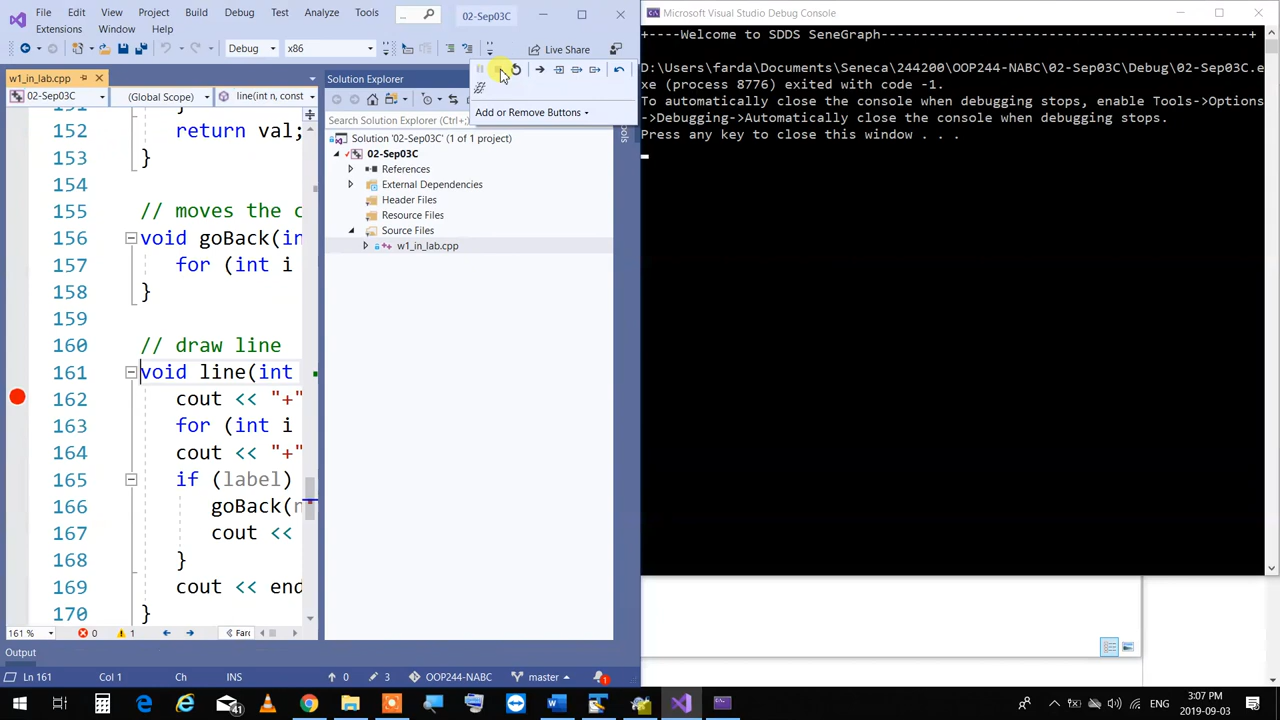 File Edit View Project Build Debug
Test Analyze Tools
Extensions Window Help
...
02-Sep03C
Debug x86 Live Share
Add or Remove Buttons
w1_in_lab.cpp
02-Sep03C (Global Scope) line(int n, const
152 return val;
153 }
154
155 // moves the c
156 void goBack(in
157 for (int i
158 }
159
160 // draw line
161 void line(int
162 cout << "+"
163 for (int i
164 cout << "+"
165 if (label)
166 goBack(n
167 cout <<
168 }
169 cout << end
170 }
161 % 0 1 Farc
Solution Explorer
Search Solution Explorer (Ctrl+;)
Solution '02-Sep03C' (1 of 1 project)
02-Sep03C
References
External Dependencies
Header Files
Resource Files
Source Files
w1_in_lab.cpp
Output
Ln 161 Col 1 Ch INS 0 3 OOP244-NABC master 1
Microsoft Visual Studio Debug Console
+----Welcome to SDDS SeneGraph-----------------------------------------------------+
D:\Users\farda\Documents\Seneca\244200\OOP244-NABC\02-Sep03C\Debug\02-Sep03C.e
xe (process 8776) exited with code -1.
To automatically close the console when debugging stops, enable Tools->Options
->Debugging->Automatically close the console when debugging stops.
Press any key to close this window . . .
41
ENG
3:07 PM
2019-09-03